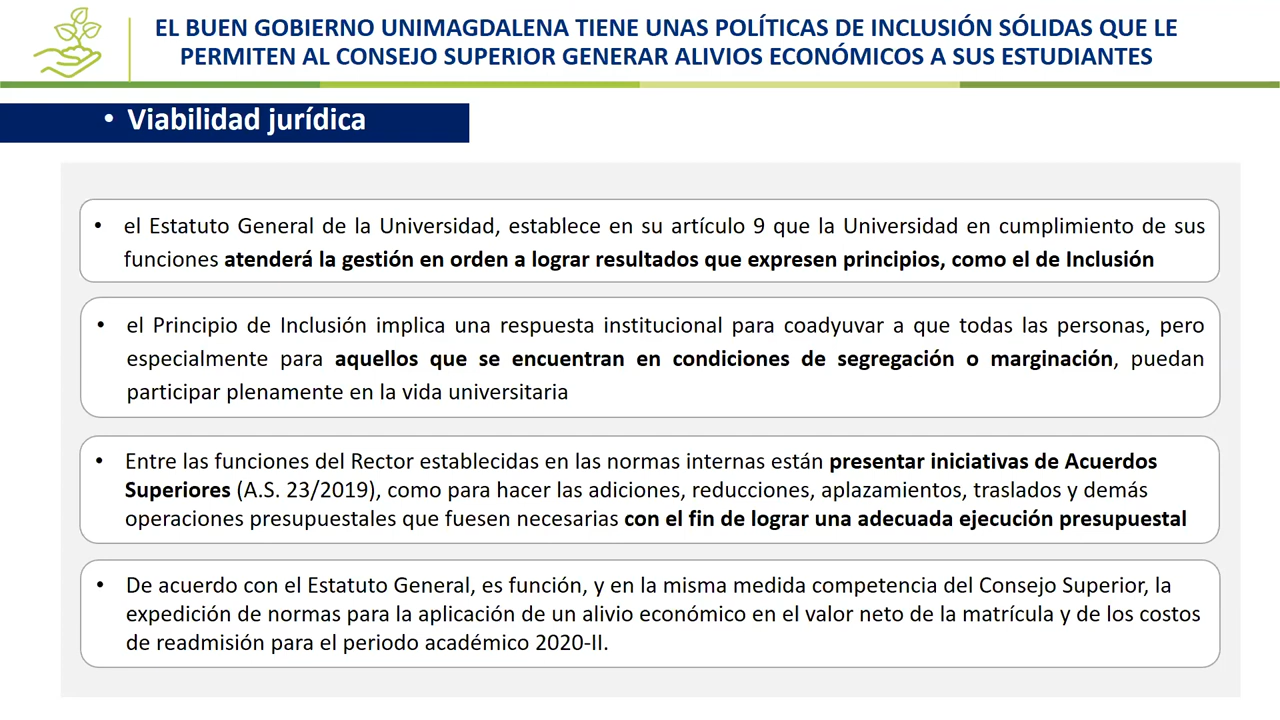 EL BUEN GOBIERNO UNIMAGDALENA TIENE UNAS POLÍTICAS DE INCLUSIÓN SÓLIDAS QUE LE
PERMITEN AL CONSEJO SUPERIOR GENERAR ALIVIOS ECONÓMICOS A SUS ESTUDIANTES
• Viabilidad jurídica
• el Estatuto General de la Universidad, establece en su artículo 9 que la Universidad en cumplimiento de sus
funciones atenderá la gestión en orden a lograr resultados que expresen principios, como el de Inclusión
• el Principio de Inclusión implica una respuesta institucional para coadyuvar a que todas las personas, pero
especialmente para aquellos que se encuentran en condiciones de segregación o marginación, puedan
participar plenamente en la vida universitaria
• Entre las funciones del Rector establecidas en las normas internas están presentar iniciativas de Acuerdos
Superiores (A.S. 23/2019), como para hacer las adiciones, reducciones, aplazamientos, traslados y demás
operaciones presupuestales que fuesen necesarias con el fin de lograr una adecuada ejecución presupuestal
• De acuerdo con el Estatuto General, es función, y en la misma medida competencia del Consejo Superior, la
expedición de normas para la aplicación de un alivio económico en el valor neto de la matrícula y de los costos
de readmisión para el periodo académico 2020-II.